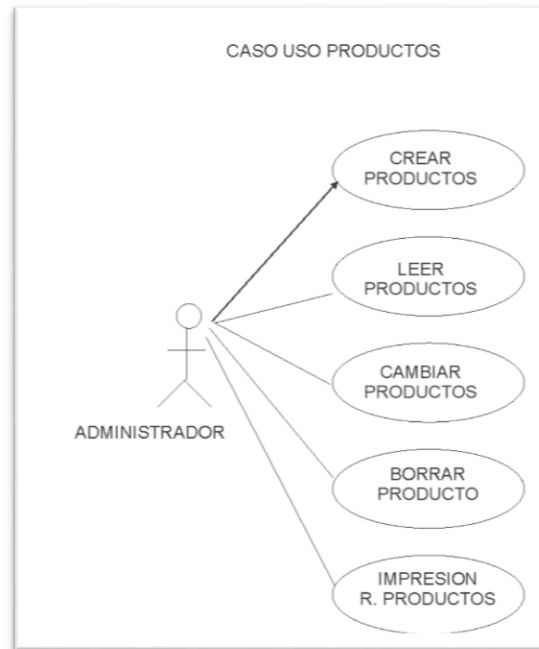 CASO USO PRODUCTOS
CREAR
PRODUCTOS
LEER
PRODUCTOS
CAMBIAR
PRODUCTOS
ADMINISTRADOR
BORRAR
PRODUCTO
IMPRESION
R. PRODUCTOS